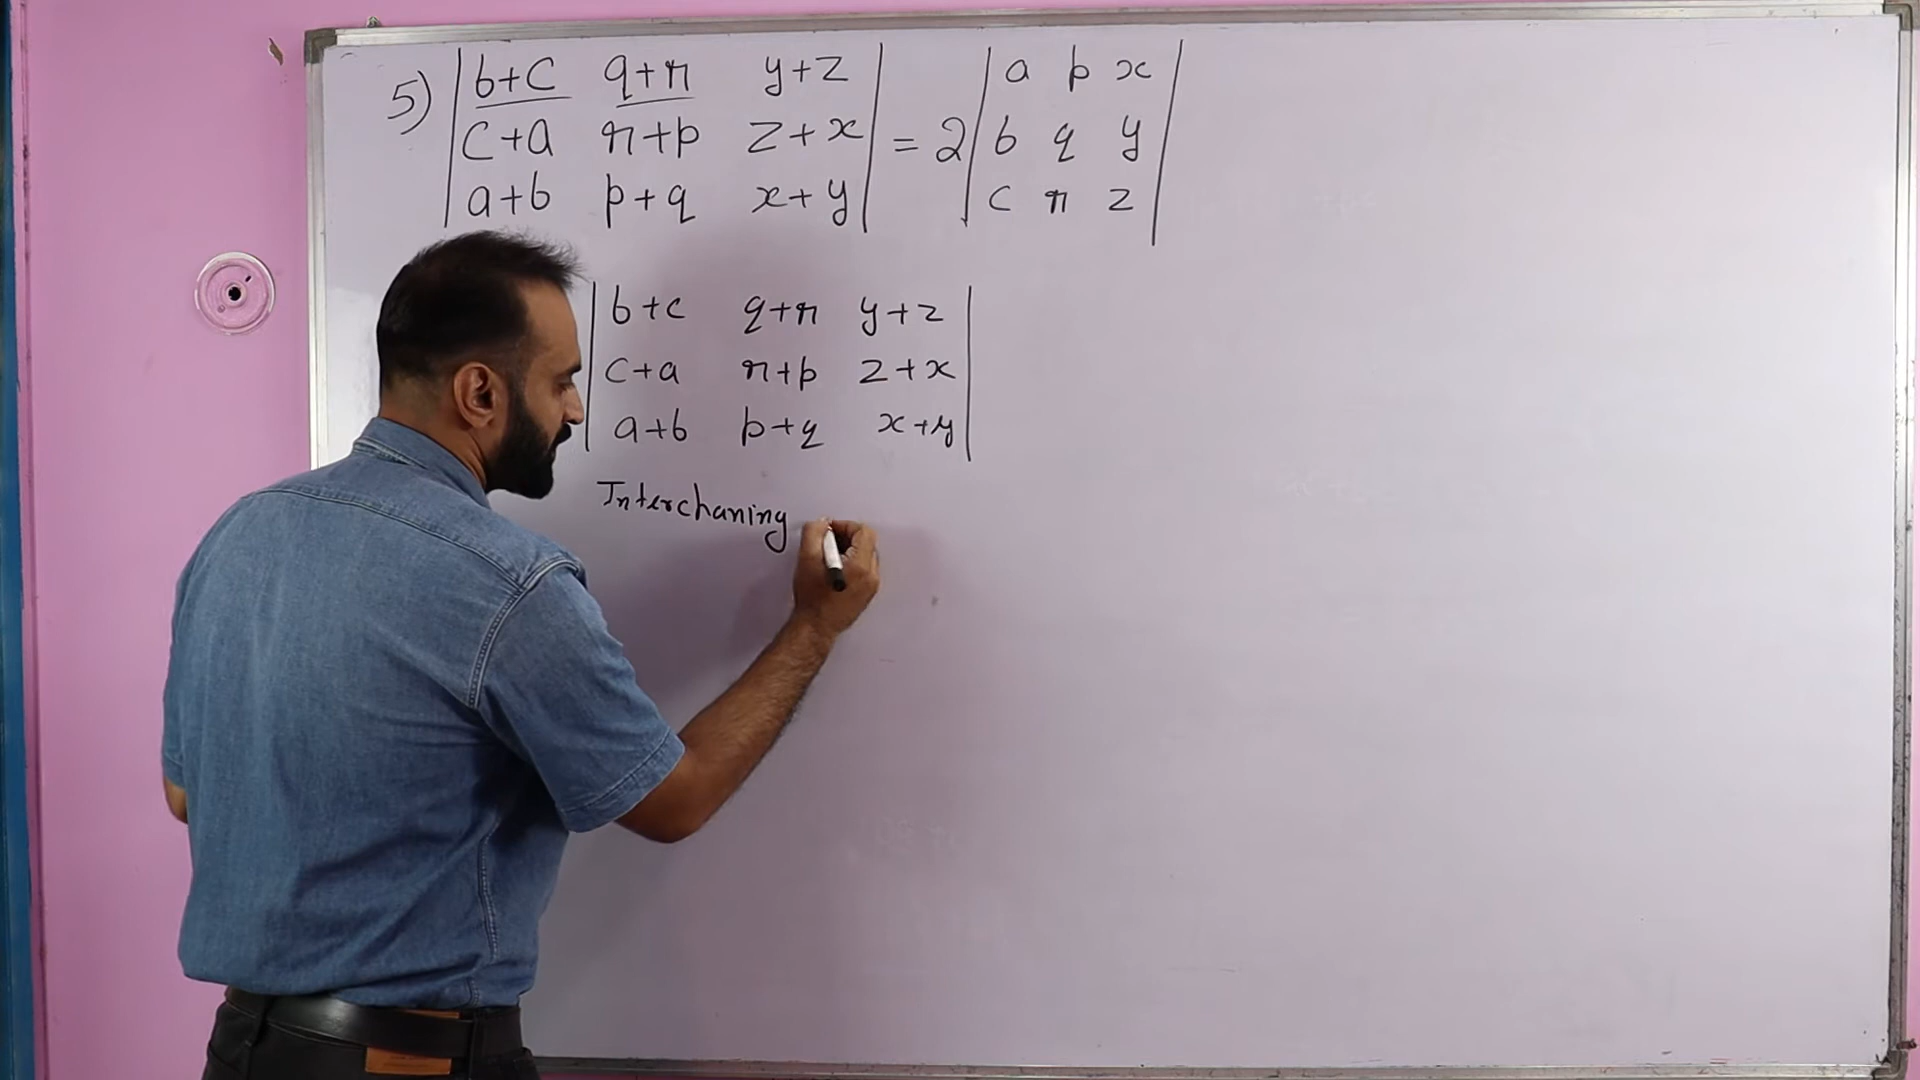 5) | b+c q+r y+z | = 2 | a p x |
| c+a r+p z+x | | b q y |
| a+b p+q x+y | | c r z |
| b+c q+r y+z |
| c+a r+p z+x |
| a+b p+q x+y |
Interchaning